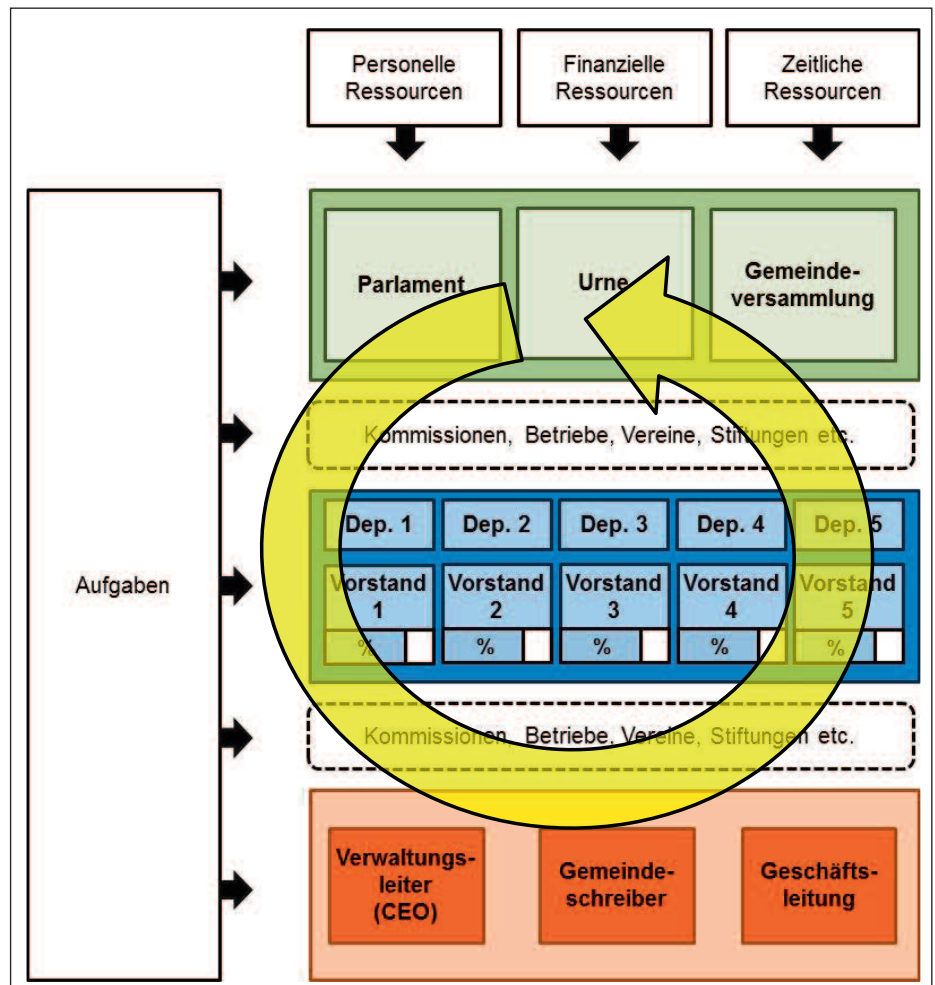 Personelle
Ressourcen
Finanzielle
Ressourcen
Zeitliche
Ressourcen
Aufgaben
Parlament
Urne
Gemeinde-
versammlung
Kommissionen, Betriebe, Vereine, Stiftungen etc.
Dep. 1
Dep. 2
Dep. 3
Dep. 4
Dep. 5
Vorstand
1
Vorstand
2
Vorstand
3
Vorstand
4
Vorstand
5
%
%
%
%
%
Kommissionen, Betriebe, Vereine, Stiftungen etc.
Verwaltungs-
leiter
(CEO)
Gemeinde-
schreiber
Geschäfts-
leitung